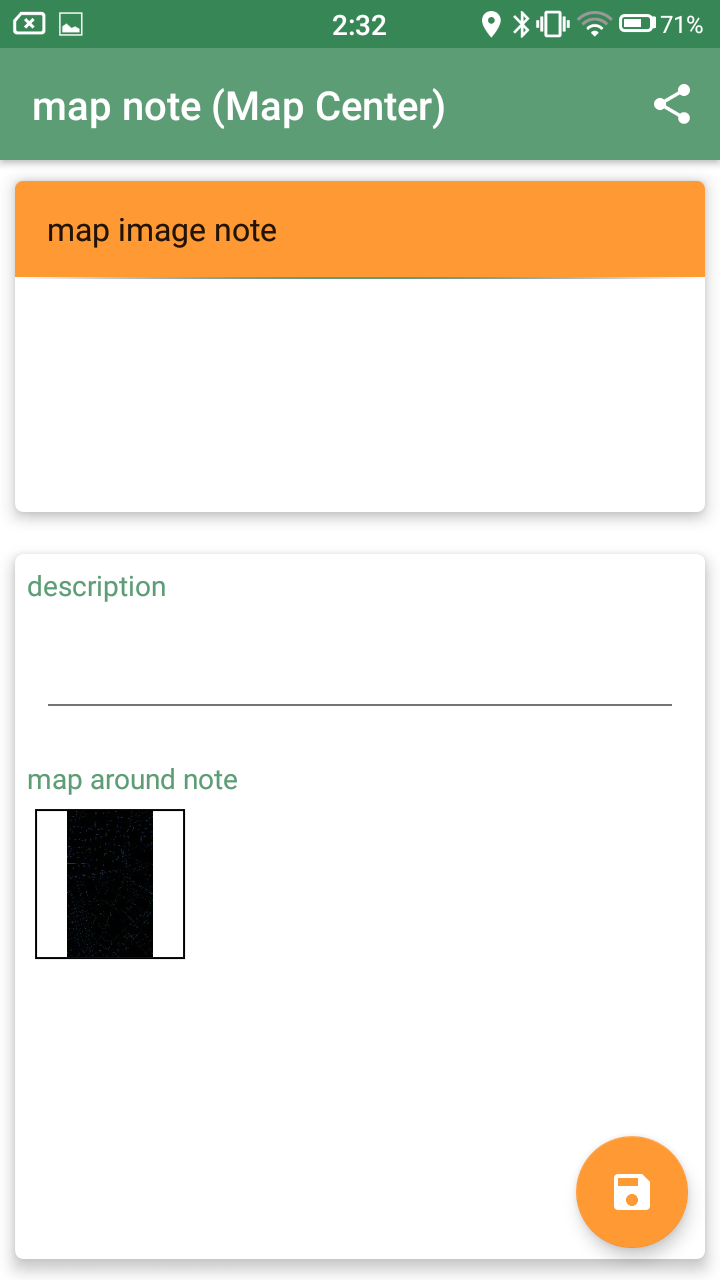 2:32
71%
map note (Map Center)
map image note
description
map around note